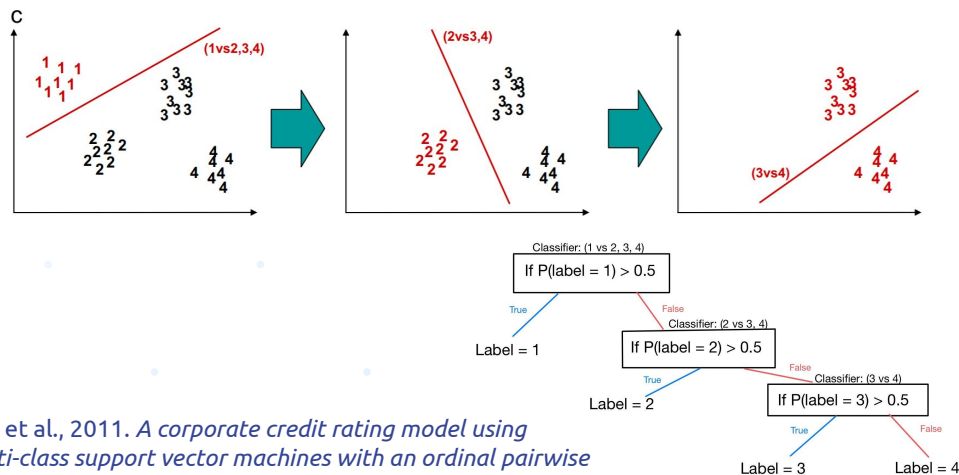 C
(1vs2,3,4)
1 1 1 1 1 1 1 1
2 2 2 2 2 2 2 2 2
3 3 3 3 3 3 3 3 3
4 4 4 4 4 4 4 4
(2vs3,4)
2 2 2 2 2 2 2 2 2
3 3 3 3 3 3 3 3 3
4 4 4 4 4 4 4 4
(3vs4)
3 3 3 3 3 3 3 3 3
4 4 4 4 4 4 4 4
Classifier: (1 vs 2, 3, 4)
If P(label = 1) > 0.5
True
False
Label = 1
Classifier: (2 vs 3, 4)
If P(label = 2) > 0.5
True
False
Label = 2
Classifier: (3 vs 4)
If P(label = 3) > 0.5
True
False
Label = 3
Label = 4
et al., 2011. A corporate credit rating model using
ti-class support vector machines with an ordinal pairwise